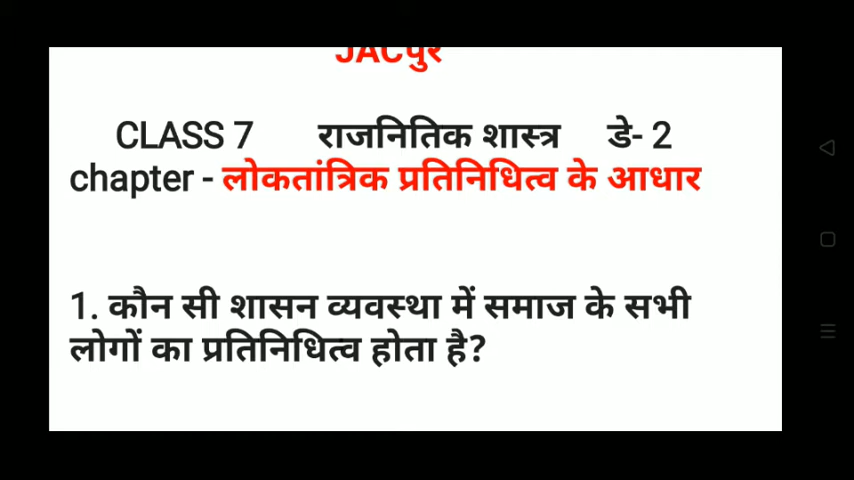 JACपुर
CLASS 7 राजनितिक शास्त्र डे- 2
chapter - लोकतांत्रिक प्रतिनिधित्व के आधार
1. कौन सी शासन व्यवस्था में समाज के सभी
लोगों का प्रतिनिधित्व होता है?